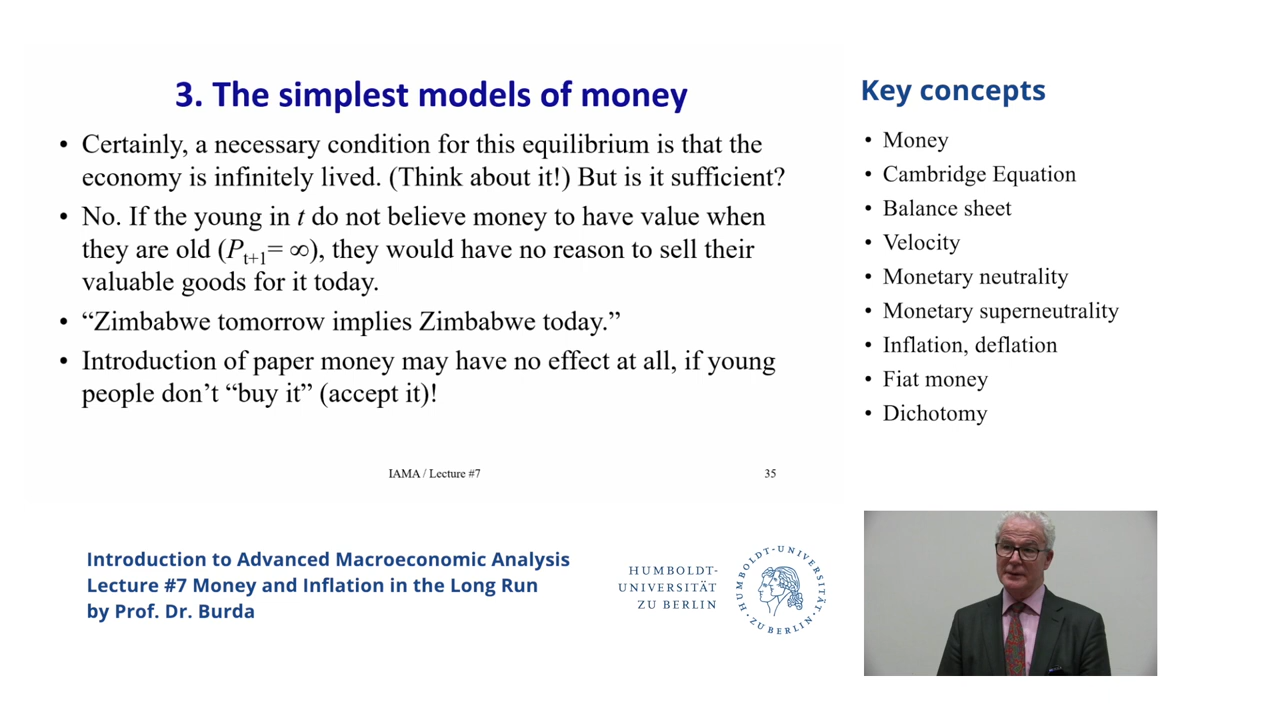 3. The simplest models of money
• Certainly, a necessary condition for this equilibrium is that the
economy is infinitely lived. (Think about it!) But is it sufficient?
• No. If the young in t do not believe money to have value when
they are old (Pt+1= ∞), they would have no reason to sell their
valuable goods for it today.
• “Zimbabwe tomorrow implies Zimbabwe today.”
• Introduction of paper money may have no effect at all, if young
people don’t “buy it” (accept it)!
IAMA / Lecture #7
35
Key concepts
• Money
• Cambridge Equation
• Balance sheet
• Velocity
• Monetary neutrality
• Monetary superneutrality
• Inflation, deflation
• Fiat money
• Dichotomy
Introduction to Advanced Macroeconomic Analysis
Lecture #7 Money and Inflation in the Long Run
by Prof. Dr. Burda
HUMBOLDT-
UNIVERSITÄT
ZU BERLIN
HUMBOLDT-UNIVERSITÄT
ZU BERLIN